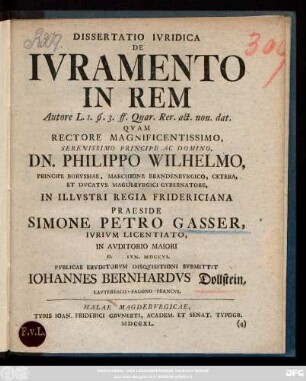 DISSERTATIO IVRIDICA
DE
IVRAMENTO
IN REM
Autore L. 1. §. 3. ff. Quar. Rer. act. non. dat.
QVAM
RECTORE MAGNIFICENTISSIMO,
SERENISSIMO PRINCIPE AC DOMINO,
DN. PHILIPPO WILHELMO,
PRINCIPE BORVSSIAE, MARCHIONE BRANDENBVRGICO, CETERA,
ET DVCATVS MAGDEBVRGICI GVBERNATORE,
IN ILLVSTRI REGIA FRIDERICIANA
PRAESIDE
SIMONE PETRO GASSER,
IVRIVM LICENTIATO,
IN AVDITORIO MAIORI
D. IVN. MDCCVI.
PVBLICAE ERVDITORVM DISQVISITIONI SVBMITTIT
IOHANNES BERNHARDVS Dollstein,
FRANCVS.
HALAE MAGDEBVRGICAE,
TYPIS IOAN. FRIDERICI GRVNERTI, ACADEM. ET SENAT. TYPOGR.
MDCCXL.
(4)
P.v.L.